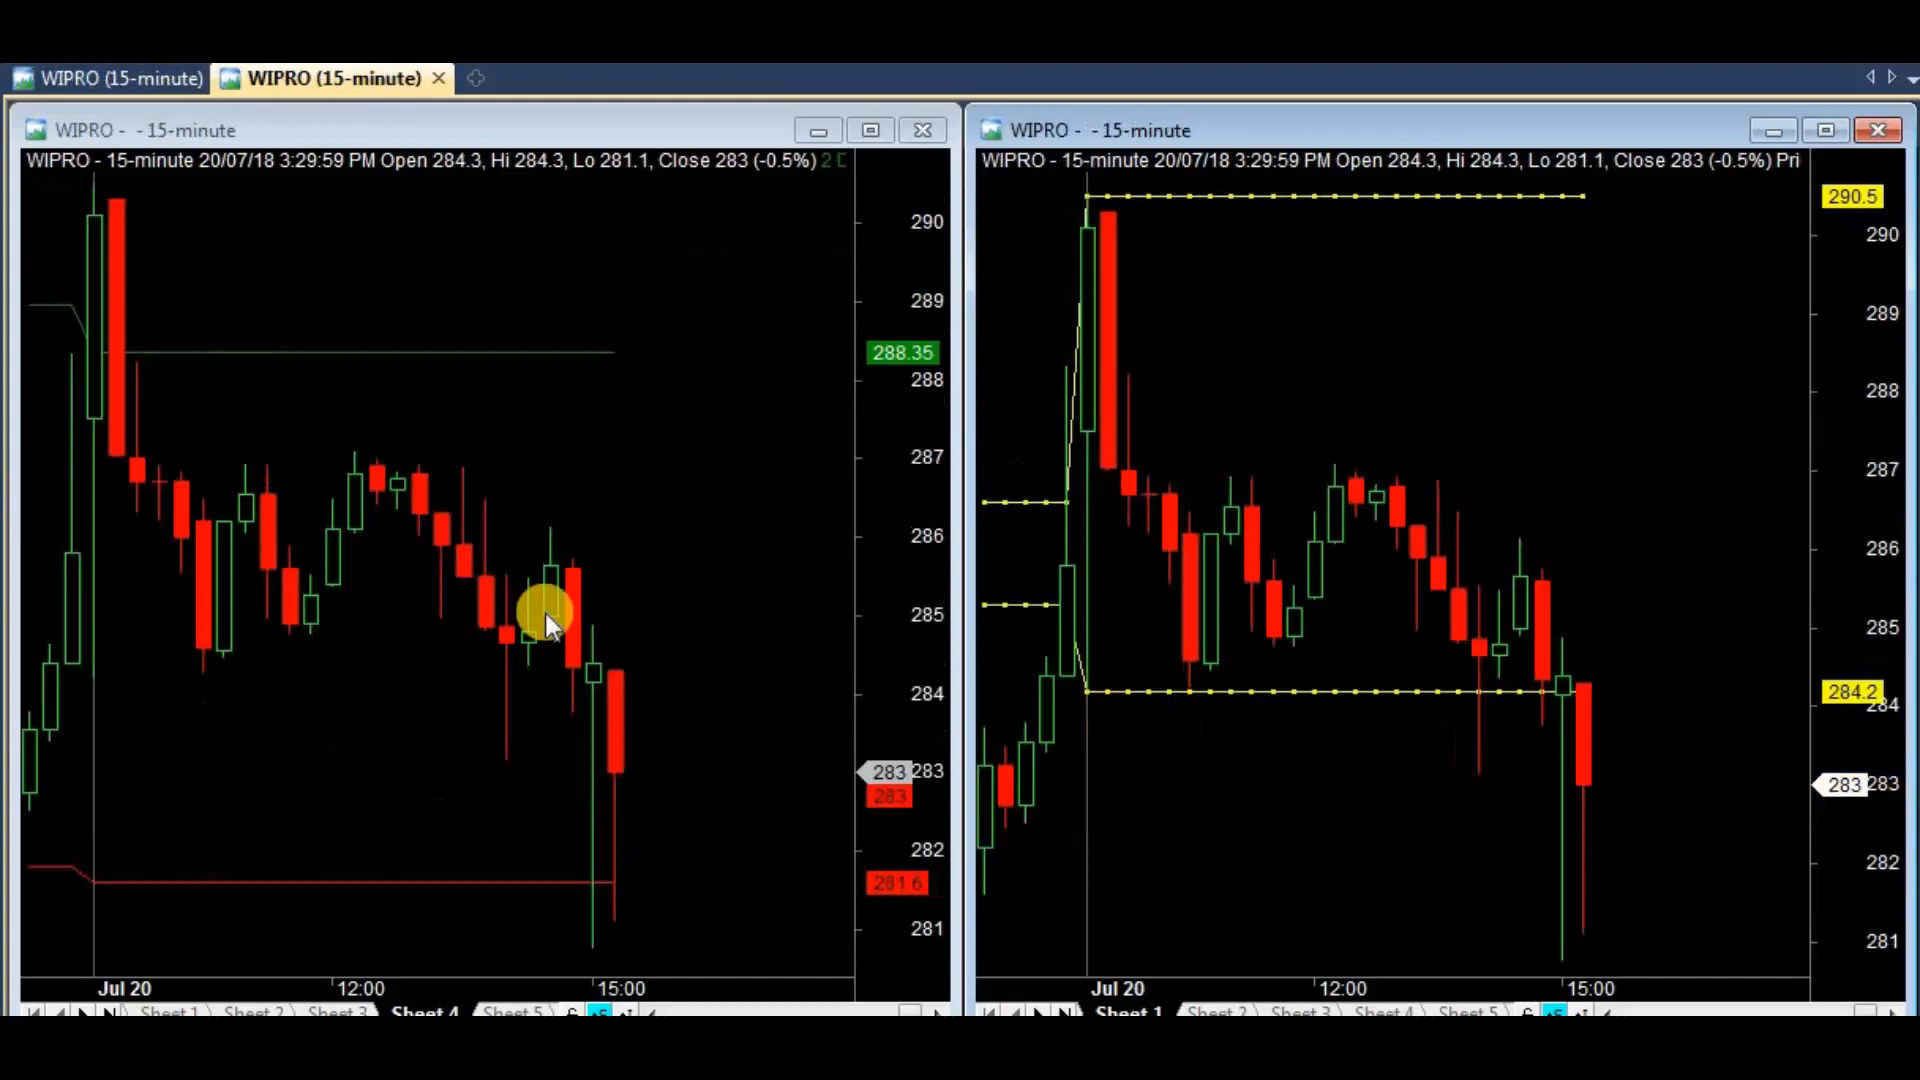 WIPRO (15-minute)
WIPRO (15-minute)
WIPRO - - 15-minute
WIPRO - 15-minute 20/07/18 3:29:59 PM Open 284.3, Hi 284.3, Lo 281.1, Close 283 (-0.5%) 2
290
289
288.35
288
287
286
285
284
283 283
283
282
281.6
281
Jul 20 12:00 15:00
Sheet 1 Sheet 2 Sheet 3 Sheet 4 Sheet 5
WIPRO - - 15-minute
WIPRO - 15-minute 20/07/18 3:29:59 PM Open 284.3, Hi 284.3, Lo 281.1, Close 283 (-0.5%) Pri
290.5
290
289
288
287
286
285
284.2
284
283 283
282
281
Jul 20 12:00 15:00
Sheet 1 Sheet 2 Sheet 3 Sheet 4 Sheet 5